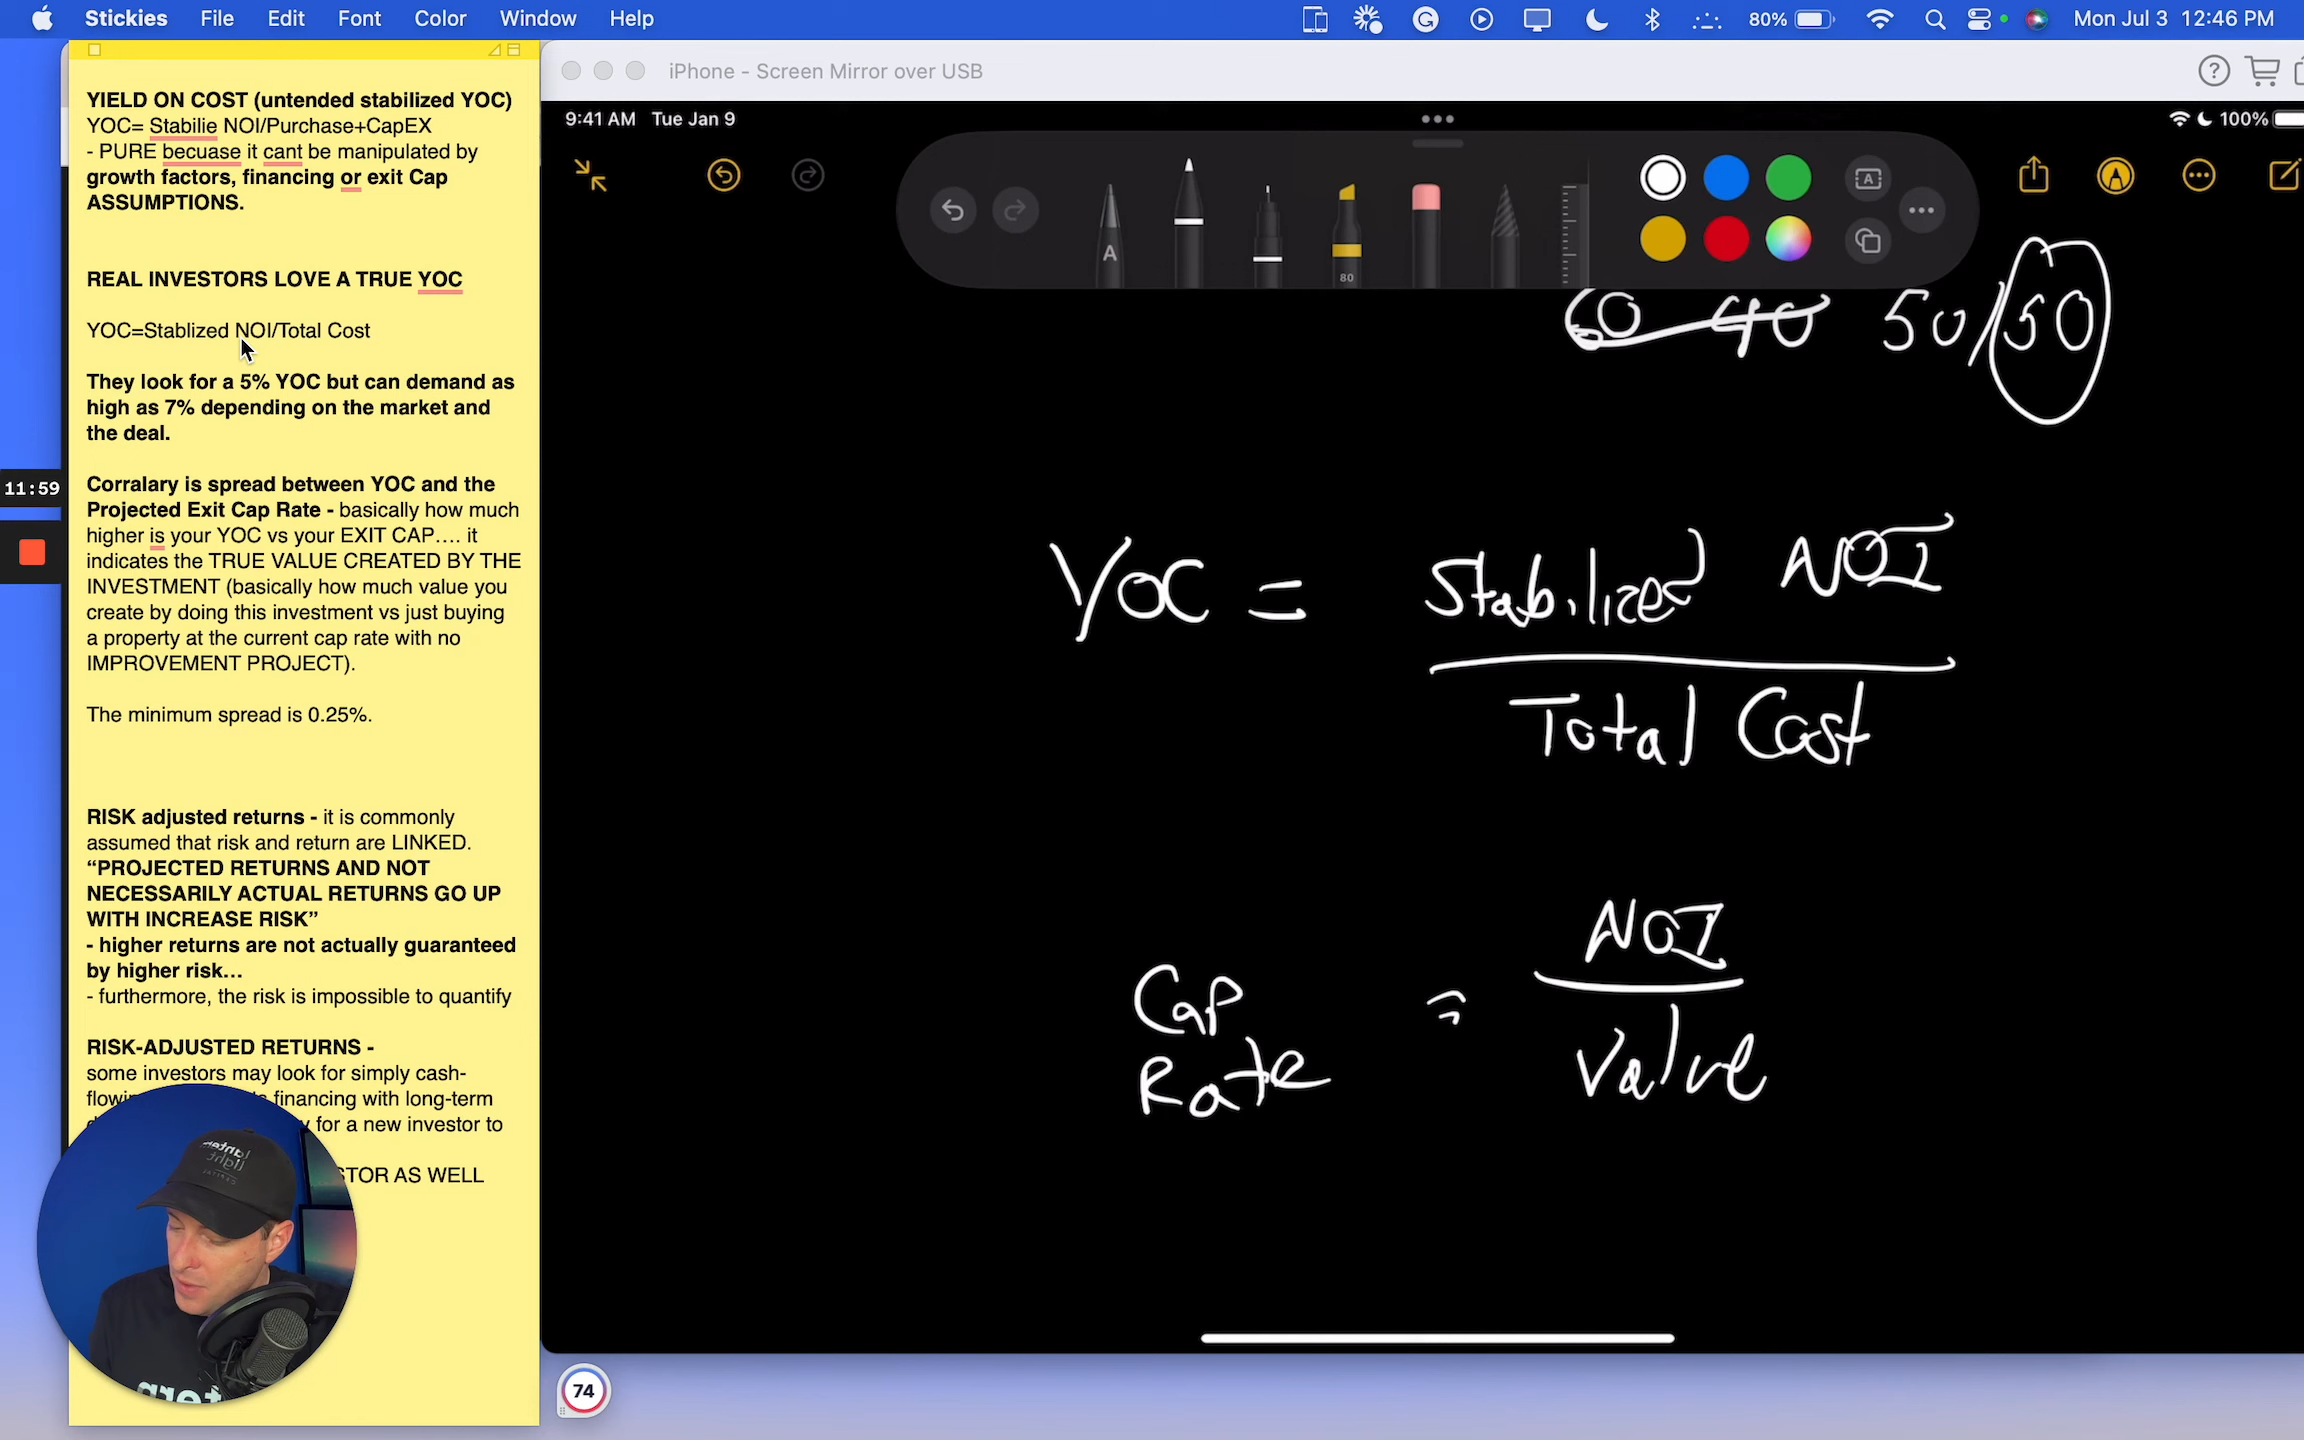 Stickies File Edit Font Color Window Help 80% Mon Jul 3 12:46 PM
YIELD ON COST (untended stabilized YOC)
YOC= Stabilie NOI/Purchase+CapEX
- PURE becuase it cant be manipulated by
growth factors, financing or exit Cap
ASSUMPTIONS.
REAL INVESTORS LOVE A TRUE YOC
YOC=Stablized NOI/Total Cost
They look for a 5% YOC but can demand as
high as 7% depending on the market and
the deal.
Corralary is spread between YOC and the
Projected Exit Cap Rate - basically how much
higher is your YOC vs your EXIT CAP.... it
indicates the TRUE VALUE CREATED BY THE
INVESTMENT (basically how much value you
create by doing this investment vs just buying
a property at the current cap rate with no
IMPROVEMENT PROJECT).
The minimum spread is 0.25%.
RISK adjusted returns - it is commonly
assumed that risk and return are LINKED.
“PROJECTED RETURNS AND NOT
NECESSARILY ACTUAL RETURNS GO UP
WITH INCREASE RISK”
- higher returns are not actually guaranteed
by higher risk...
- furthermore, the risk is impossible to quantify
RISK-ADJUSTED RETURNS -
some investors may look for simply cash-
financing with long-term
for a new investor to
STOR AS WELL
11:59
iPhone - Screen Mirror over USB
9:41 AM Tue Jan 9 100%
A 80 A
60 40 50/50
YOC = Stabilized NOI
Total Cost
Cap
Rate = NOI
Value
74